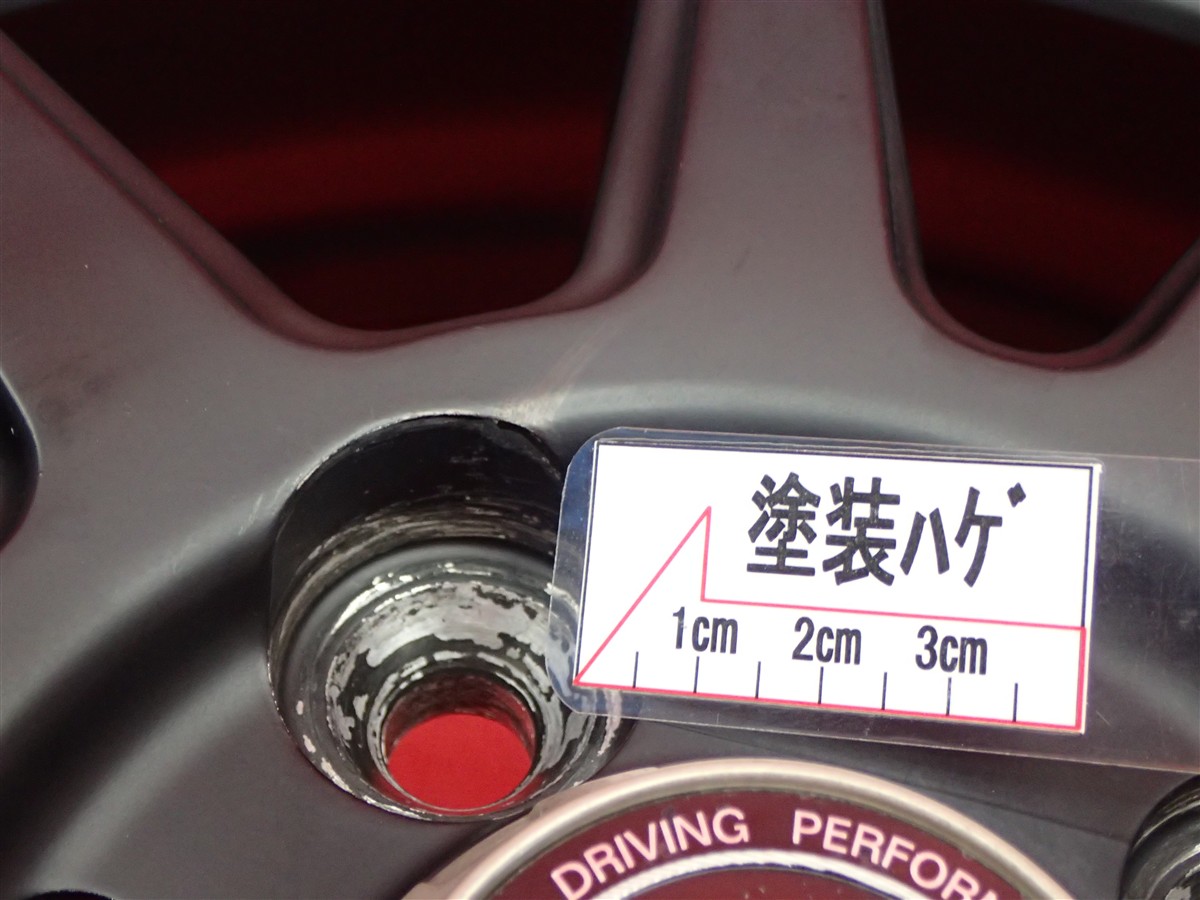 塗装ハゲ
1cm 2cm 3cm
DRIVING PERFOR